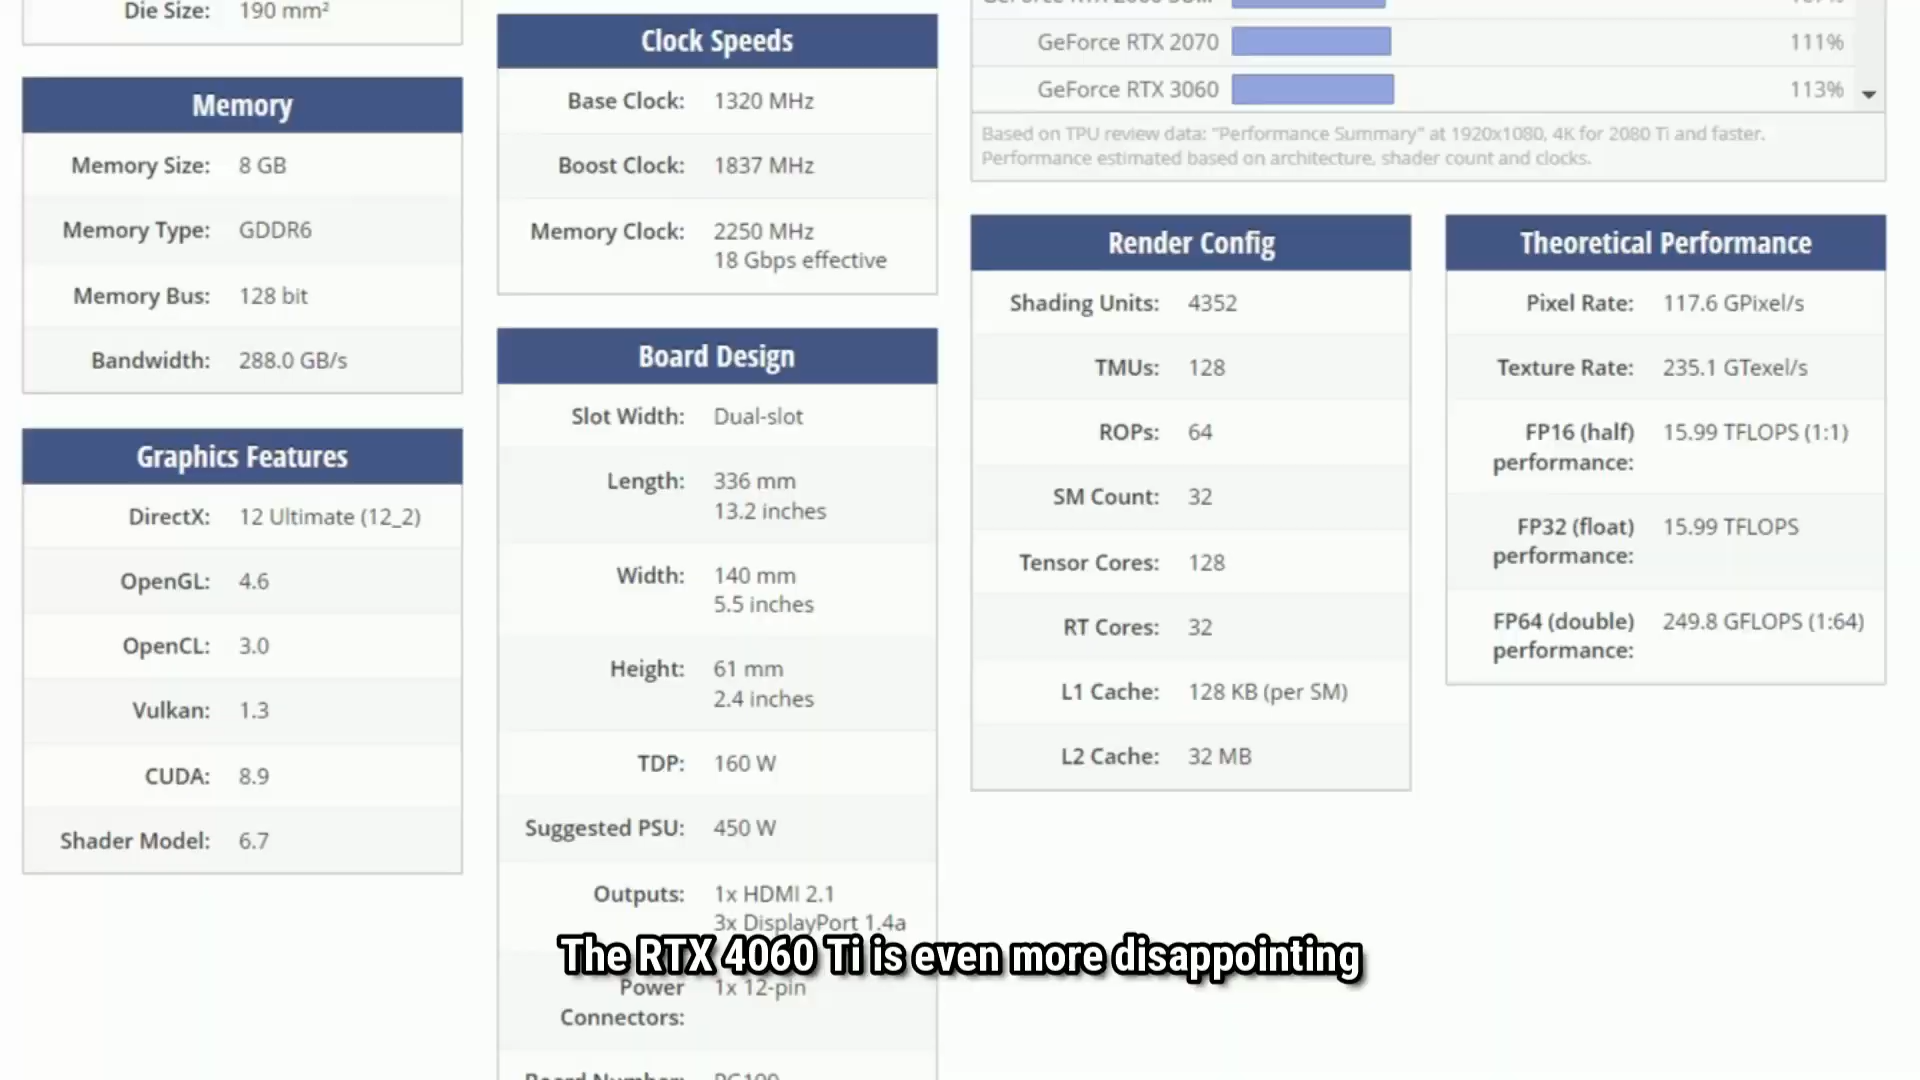 Die Size: 190 mm²
Memory
Memory Size: 8 GB
Memory Type: GDDR6
Memory Bus: 128 bit
Bandwidth: 288.0 GB/s
Graphics Features
DirectX: 12 Ultimate (12_2)
OpenGL: 4.6
OpenCL: 3.0
Vulkan: 1.3
CUDA: 8.9
Shader Model: 6.7
Clock Speeds
Base Clock: 1320 MHz
Boost Clock: 1837 MHz
Memory Clock: 2250 MHz
18 Gbps effective
Board Design
Slot Width: Dual-slot
Length: 336 mm
13.2 inches
Width: 140 mm
5.5 inches
Height: 61 mm
2.4 inches
TDP: 160 W
Suggested PSU: 450 W
Outputs: 1x HDMI 2.1
3x DisplayPort 1.4a
Power 1x 12-pin
Connectors:
GeForce RTX 2070 111%
GeForce RTX 3060 113%
Based on TPU review data: "Performance Summary" at 1920x1080, 4K for 2080 Ti and faster.
Performance estimated based on architecture, shader count and clocks.
Render Config
Shading Units: 4352
TMUs: 128
ROPs: 64
SM Count: 32
Tensor Cores: 128
RT Cores: 32
L1 Cache: 128 KB (per SM)
L2 Cache: 32 MB
Theoretical Performance
Pixel Rate: 117.6 GPixel/s
Texture Rate: 235.1 GTexel/s
FP16 (half) 15.99 TFLOPS (1:1)
performance:
FP32 (float) 15.99 TFLOPS
performance:
FP64 (double) 249.8 GFLOPS (1:64)
performance:
The RTX 4060 Ti is even more disappointing